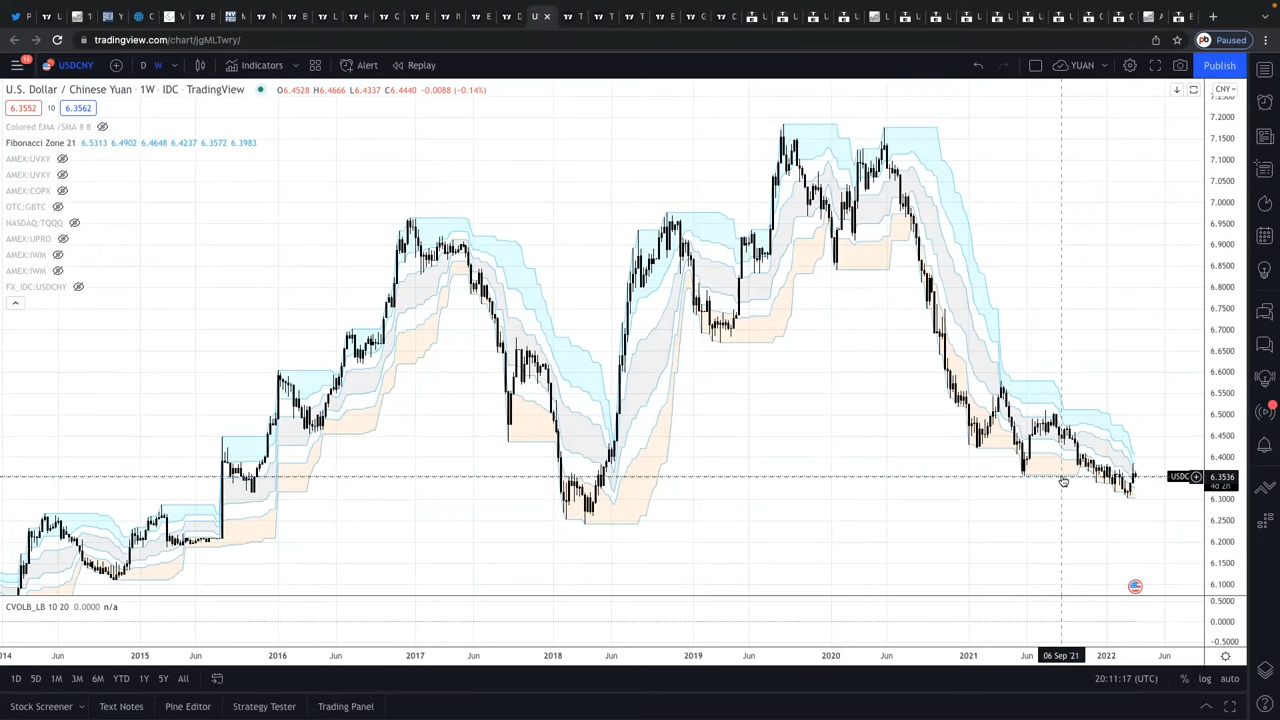 tradingview.com/chart/jgMLTwry/
Paused
USDCNY D W Indicators Alert Replay YUAN Publish
U.S. Dollar / Chinese Yuan · 1W · IDC · TradingView O6.4528 H6.4666 L6.4337 C6.4440 -0.0088 (-0.14%)
CNY
6.3552 10 6.3562
Colored EMA /SMA 8 8
Fibonacci Zone 21 6.5313 6.4902 6.4648 6.4237 6.3572 6.3983
AMEX:UVXY
AMEX:UVXY
AMEX:COPX
OTC:GBTC
NASDAQ:TQQQ
AMEX:UPRO
AMEX:IWM
AMEX:IWM
FX_IDC:USDCNY
7.2000
7.1500
7.1000
7.0500
7.0000
6.9500
6.9000
6.8500
6.8000
6.7500
6.7000
6.6500
6.6000
6.5500
6.5000
6.4500
6.4000
USDC 6.3536
6.3000
6.2500
6.2000
6.1500
6.1000
CVOLB_LB 10 20 0.0000 n/a
0.5000
0.0000
-0.5000
Jun 2015 Jun 2016 Jun 2017 Jun 2018 Jun 2019 Jun 2020 Jun 2021 Jun 06 Sep '21 2022 Jun
1D 5D 1M 3M 6M YTD 1Y 5Y All 20:11:17 (UTC) % log auto
Stock Screener Text Notes Pine Editor Strategy Tester Trading Panel